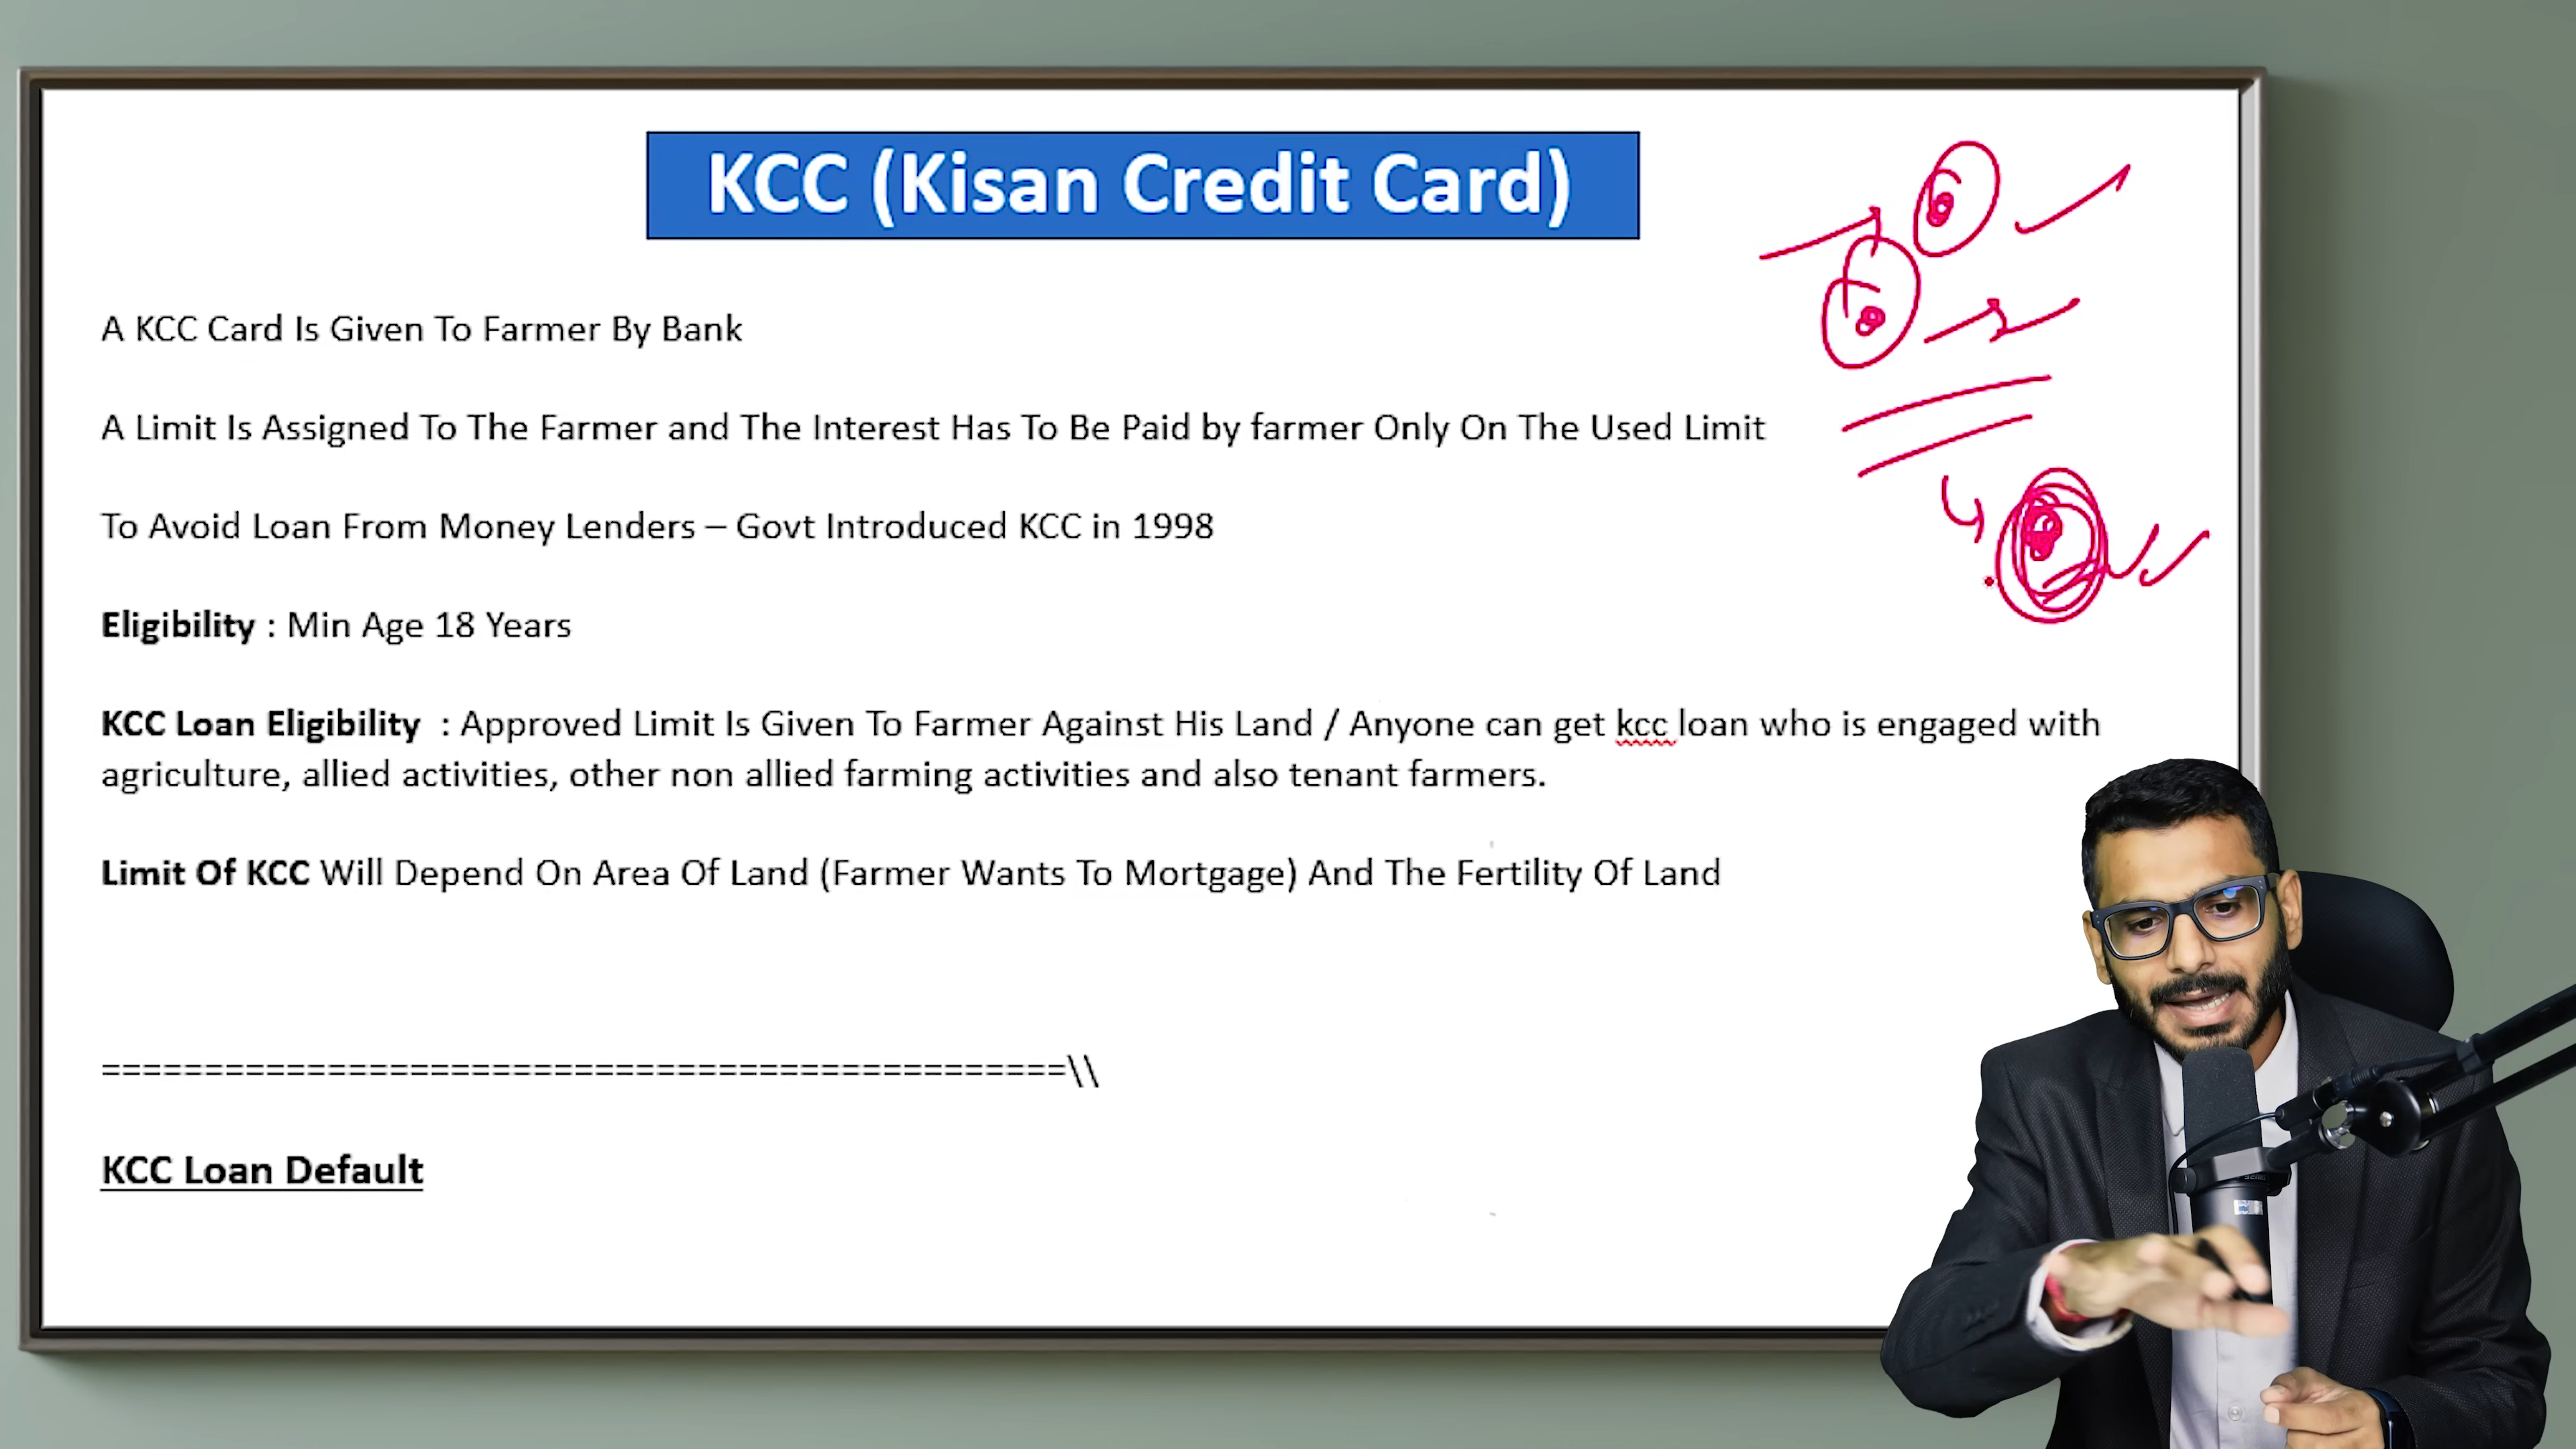 KCC (Kisan Credit Card)
A KCC Card Is Given To Farmer By Bank
A Limit Is Assigned To The Farmer and The Interest Has To Be Paid by farmer Only On The Used Limit
To Avoid Loan From Money Lenders – Govt Introduced KCC in 1998
Eligibility : Min Age 18 Years
KCC Loan Eligibility : Approved Limit Is Given To Farmer Against His Land / Anyone can get kcc loan who is engaged with
agriculture, allied activities, other non allied farming activities and also tenant farmers.
Limit Of KCC Will Depend On Area Of Land (Farmer Wants To Mortgage) And The Fertility Of Land
===============================================\\
KCC Loan Default